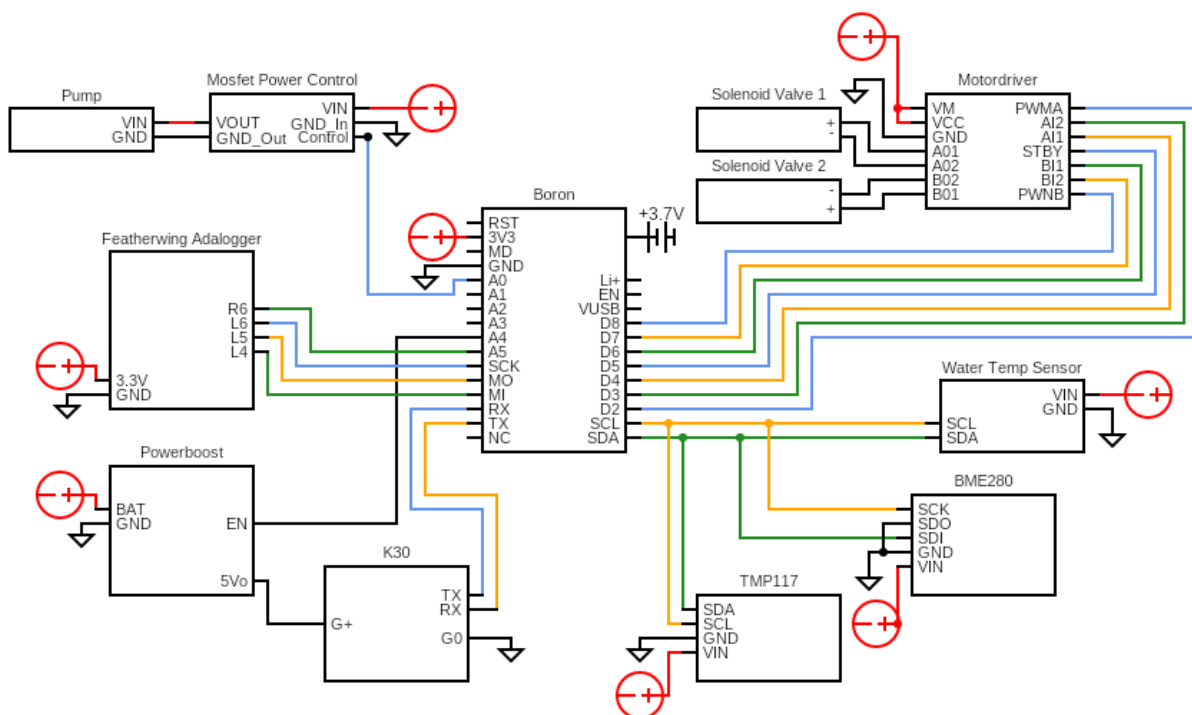 Pump
VIN
GND
Mosfet Power Control
VOUT
GND_Out
VIN
GND_In
Control
Solenoid Valve 1
+
-
Solenoid Valve 2
-
+
Motordriver
VM
VCC
GND
A01
A02
B02
B01
PWMA
AI2
AI1
STBY
BI1
BI2
PWNB
Featherwing Adalogger
R6
L6
L5
L4
3.3V
GND
Boron
+3.7V
RST
3V3
MD
GND
A0
A1
A2
A3
A4
A5
SCK
MO
MI
RX
TX
NC
Li+
EN
VUSB
D8
D7
D6
D5
D4
D3
D2
SCL
SDA
Water Temp Sensor
VIN
GND
SCL
SDA
Powerboost
BAT
GND
EN
5Vo
K30
TX
RX
G+
G0
TMP117
SDA
SCL
GND
VIN
BME280
SCK
SDO
SDI
GND
VIN